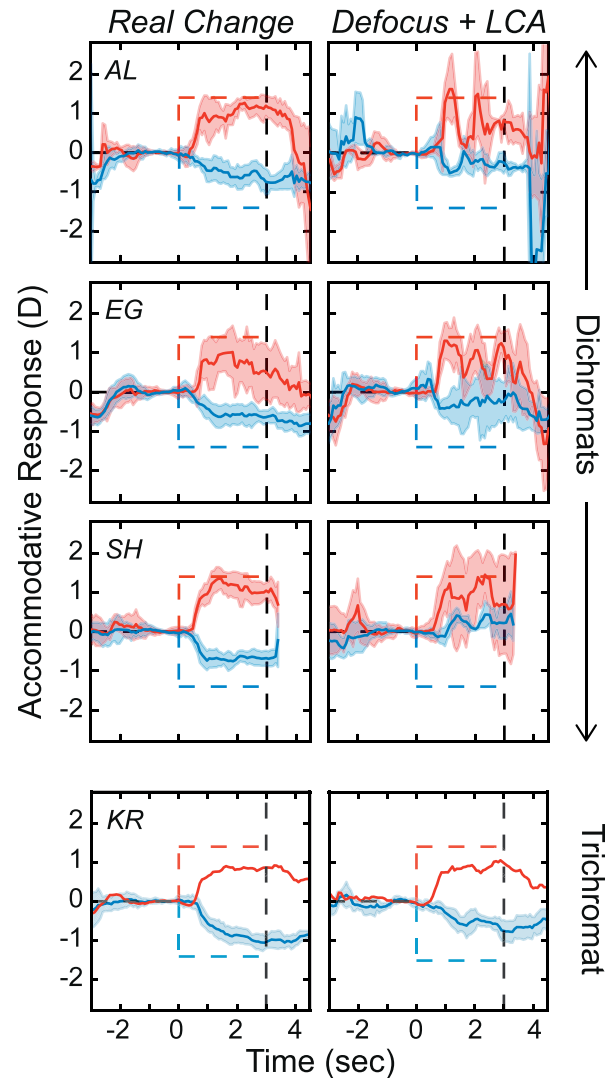 Real Change
Defocus + LCA
AL
2
1
0
-1
-2
EG
2
1
0
-1
-2
SH
2
1
0
-1
-2
KR
2
1
0
-1
-2
-2 0 2 4
-2 0 2 4
Time (sec)
Accommodative Response (D)
Dichromats
Trichromat